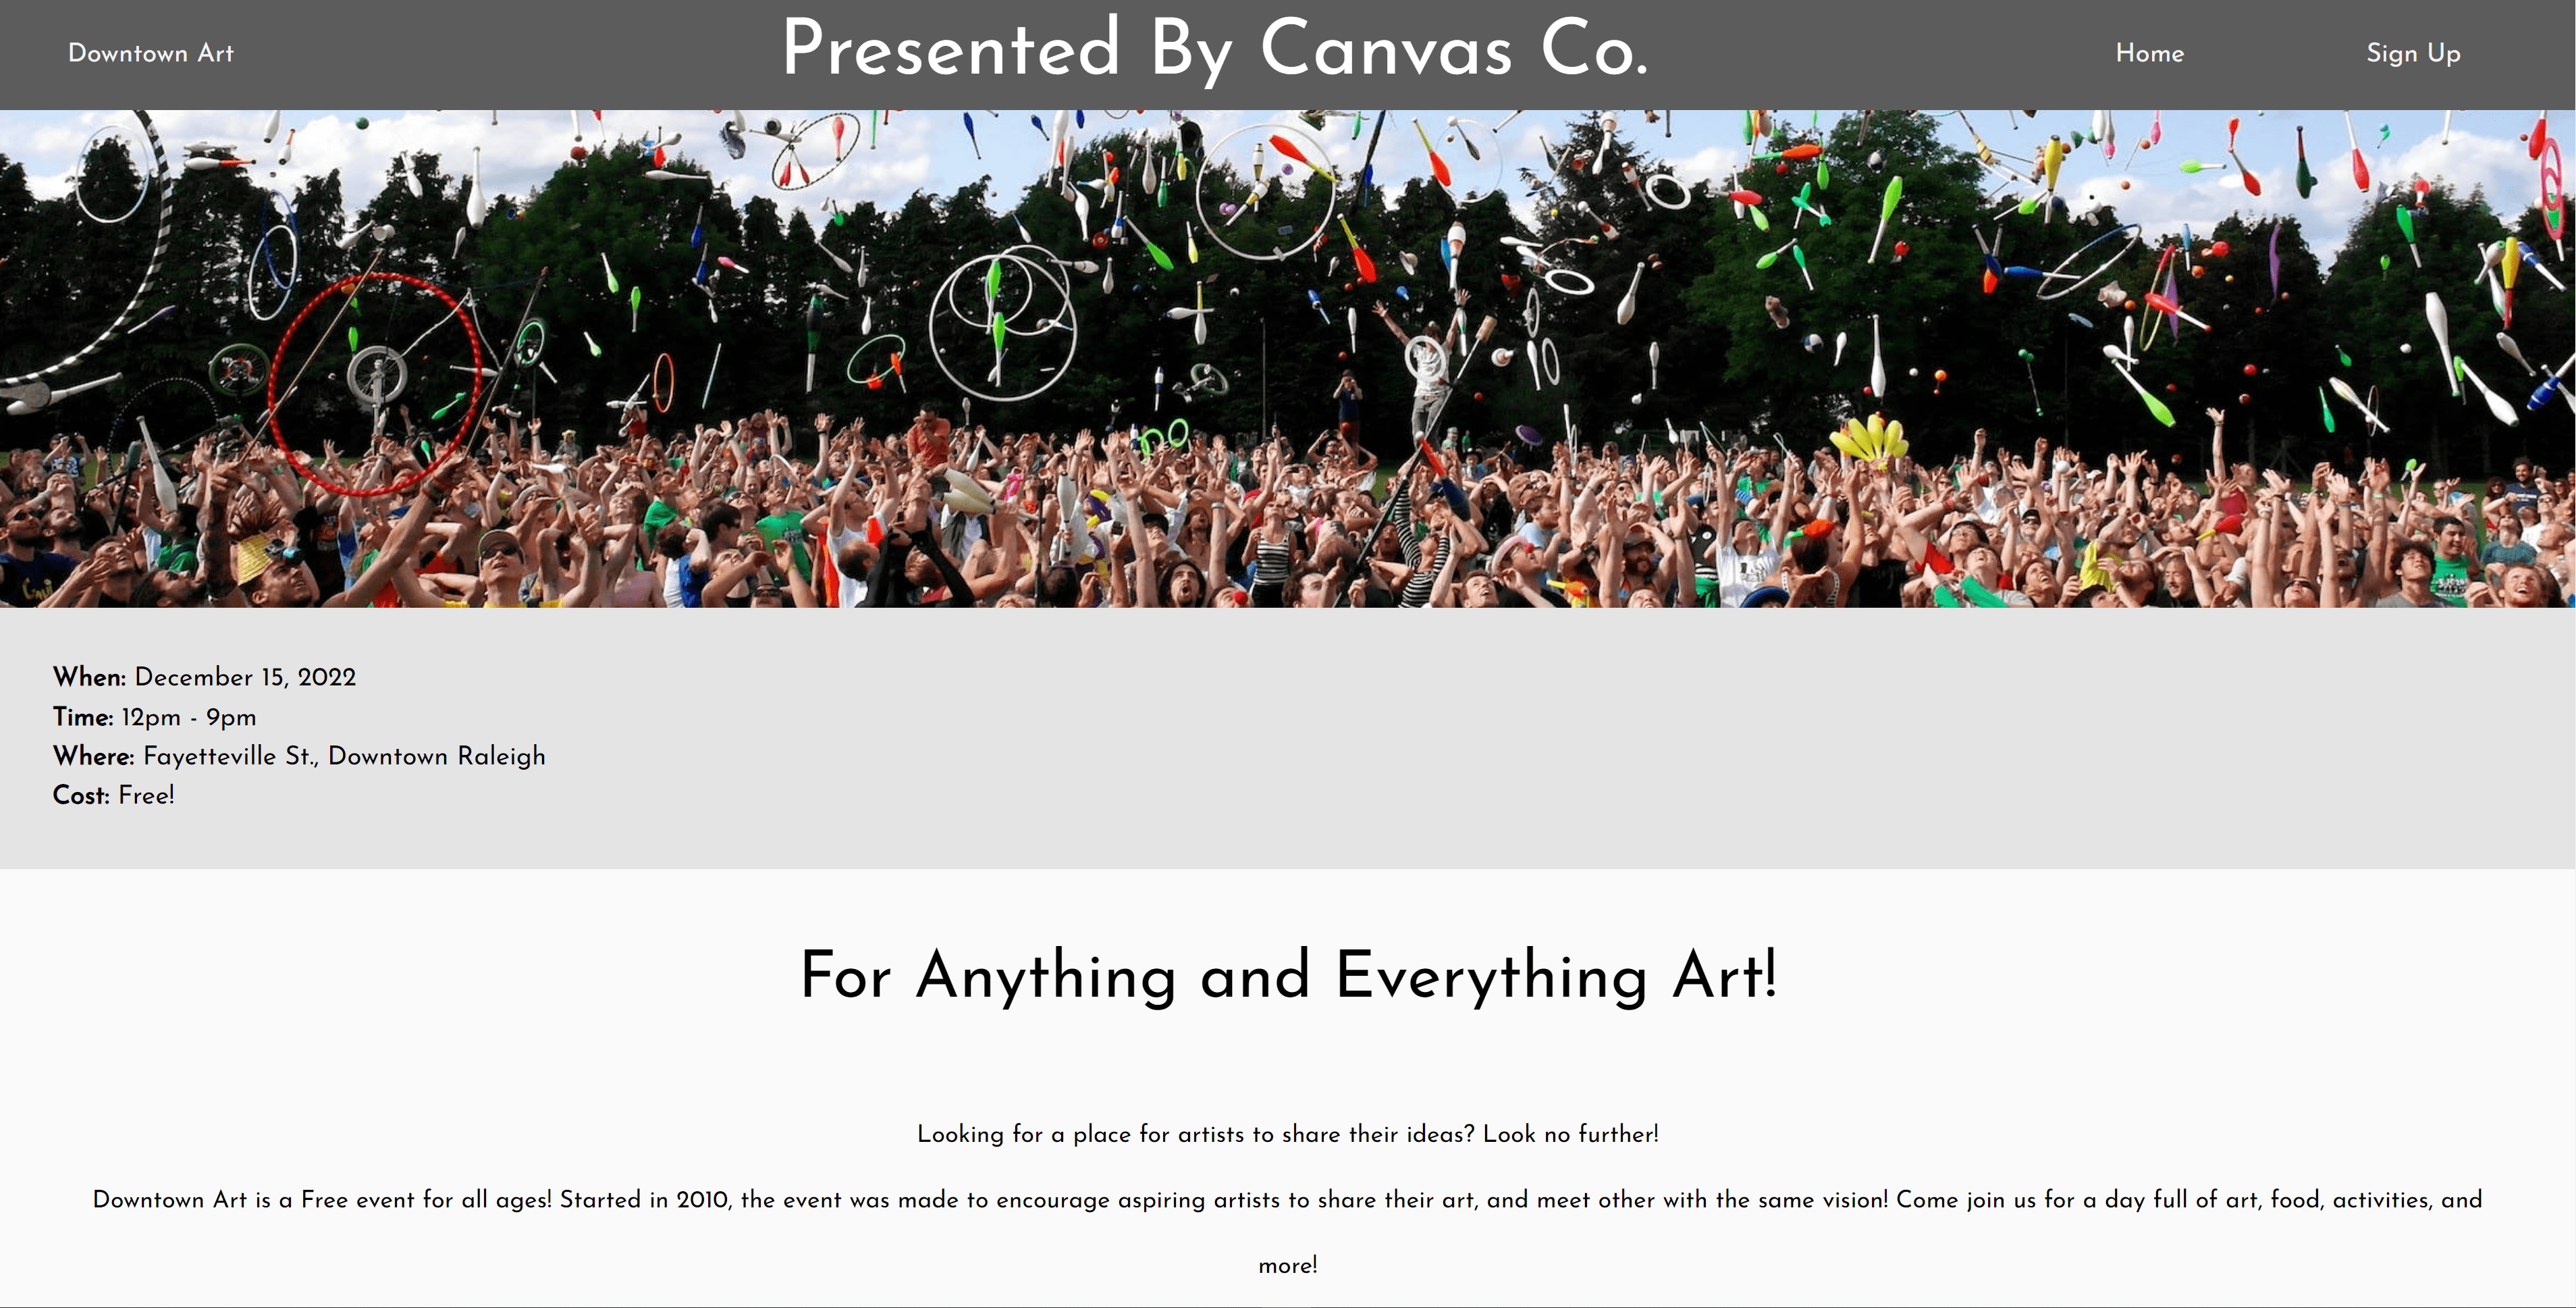 Downtown Art
Presented By Canvas Co.
Home
Sign Up
When: December 15, 2022
Time: 12pm - 9pm
Where: Fayetteville St., Downtown Raleigh
Cost: Free!
For Anything and Everything Art!
Looking for a place for artists to share their ideas? Look no further!
Downtown Art is a Free event for all ages! Started in 2010, the event was made to encourage aspiring artists to share their art, and meet other with the same vision! Come join us for a day full of art, food, activities, and
more!